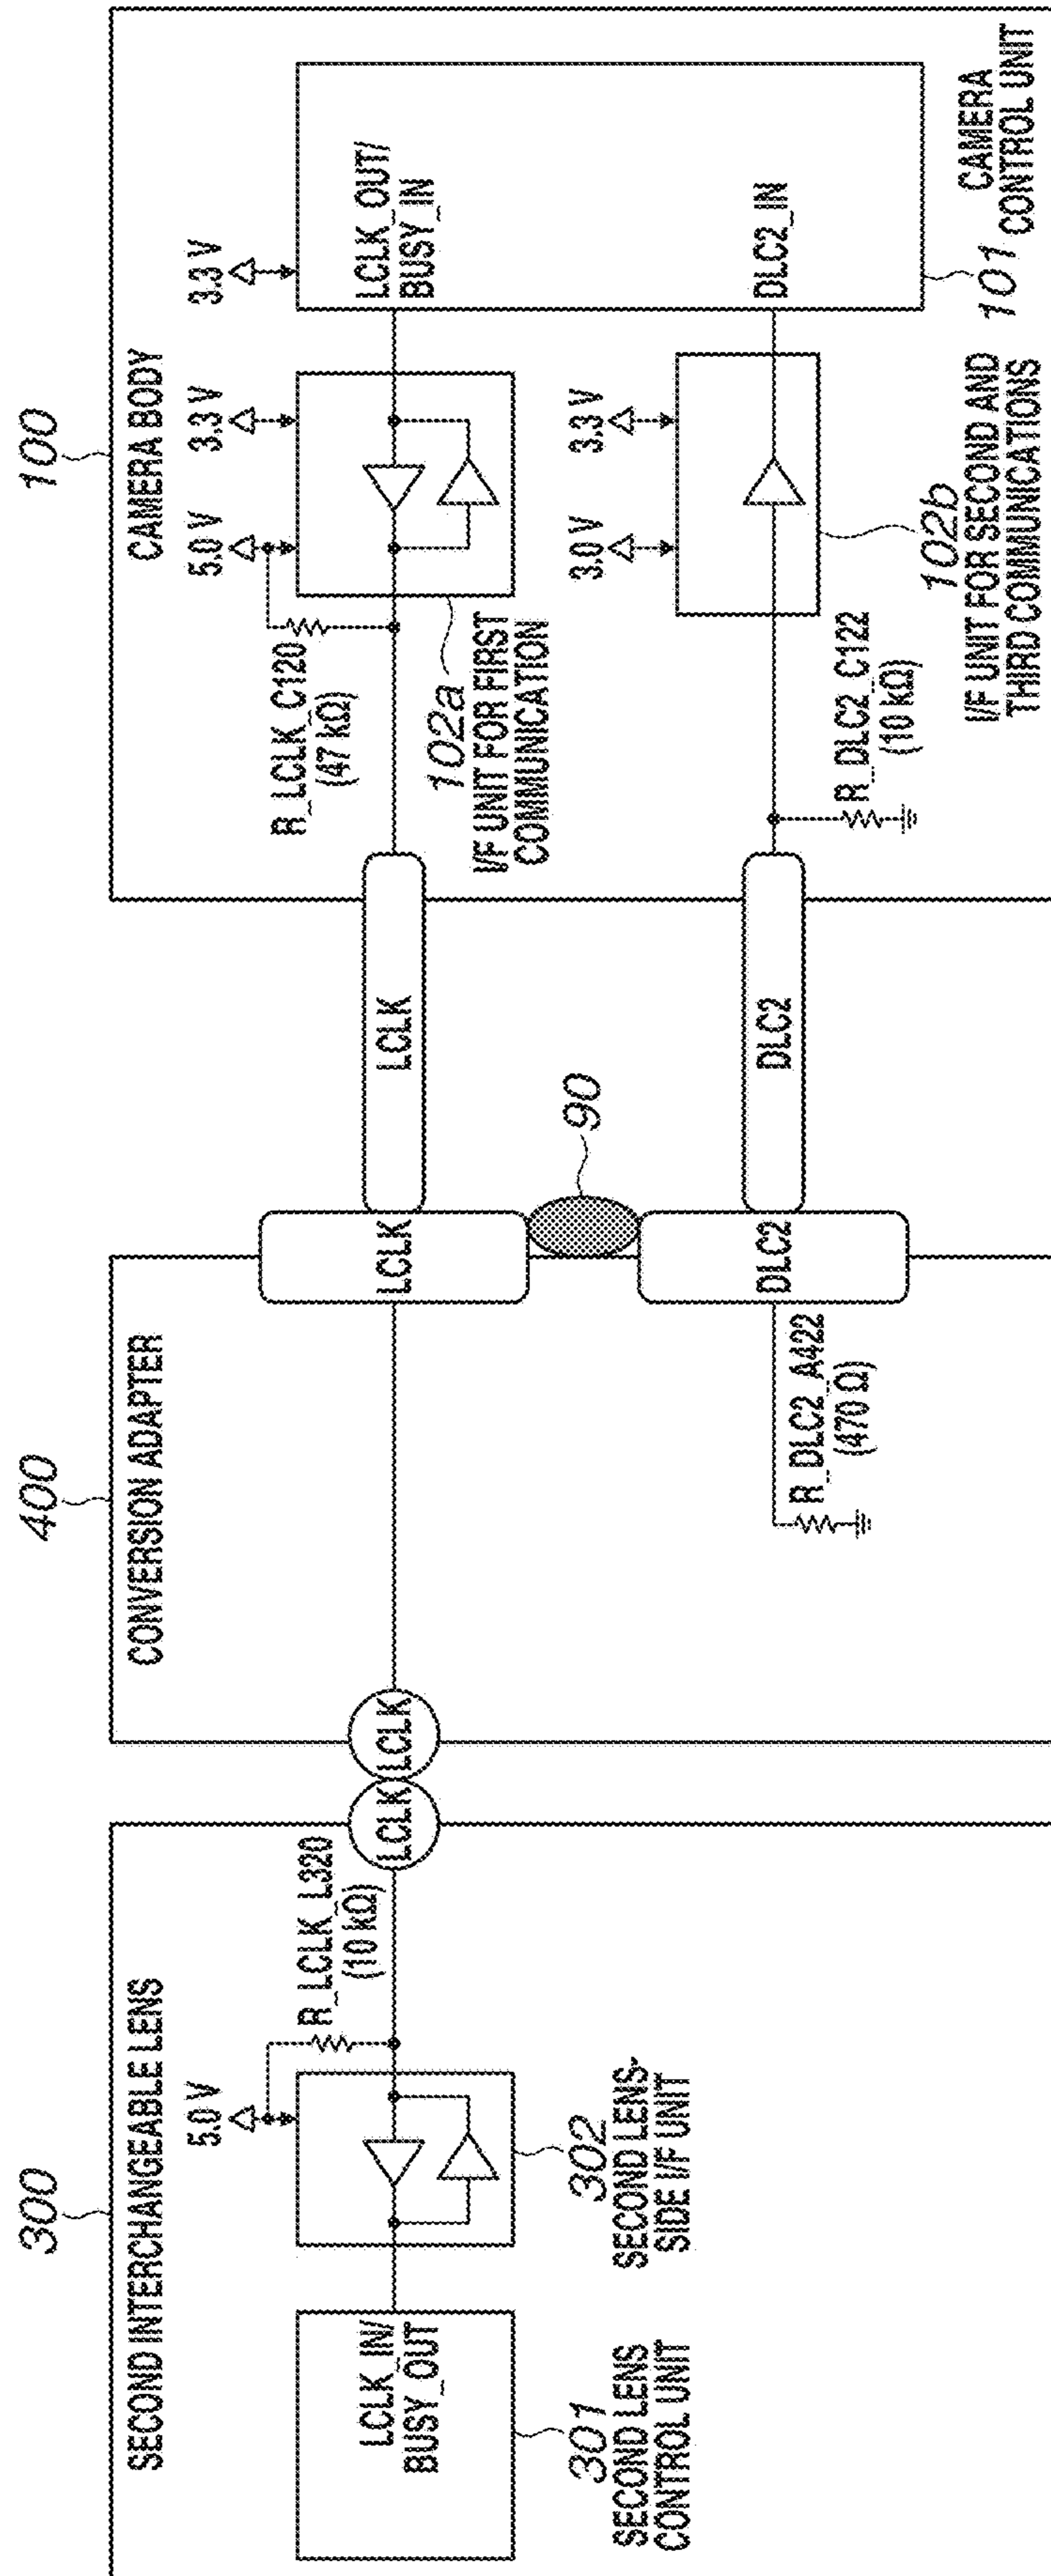 300
SECOND INTERCHANGEABLE LENS
5.0 V
R_LCLK_L320
(10 kΩ)
LCLK_IN/
BUSY_OUT
301
SECOND LENS
CONTROL UNIT
302
SECOND LENS-
SIDE I/F UNIT
LCLK
400
CONVERSION ADAPTER
LCLK
LCLK
DLC2
R_DLC2_A422
(470 Ω)
90
LCLK
DLC2
100
CAMERA BODY
5.0 V
3.3 V
3.3 V
R_LCLK_C120
(47 kΩ)
102a
I/F UNIT FOR FIRST
COMMUNICATION
LCLK_OUT/
BUSY_IN
3.0 V
3.3 V
DLC2_IN
R_DLC2_C122
(10 kΩ)
102b
I/F UNIT FOR SECOND AND
THIRD COMMUNICATIONS
101
CAMERA
CONTROL UNIT